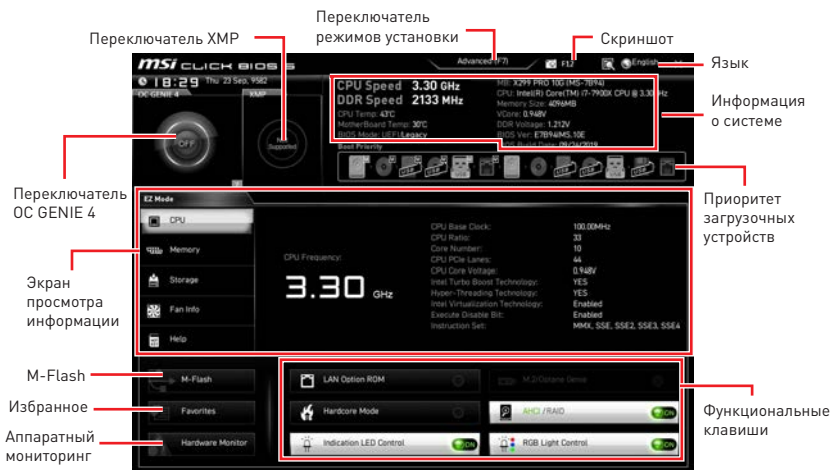 Переключатель
режимов установки
Переключатель XMP
Скриншот
msi CLICK BIOS 5
Advanced (F7)
F12
English
Язык
18:29 Thu 23 Sep, 9582
OC GENIE 4
XMP
OFF
Not
Supported
CPU Speed 3.30 GHz
DDR Speed 2133 MHz
CPU Temp: 43°C
MotherBoard Temp: 30°C
BIOS Mode: UEFI/Legacy
MB: X299 PRO 10G (MS-7B94)
CPU: Intel(R) Core(TM) i7-7900X CPU @ 3.30 Hz
Memory Size: 4096MB
VCore: 0.948V
DDR Voltage: 1.212V
BIOS Ver: E7B94IMS.10E
BIOS Build Date: 09/24/2019
Boot Priority
Информация
о системе
Переключатель
OC GENIE 4
Приоритет
загрузочных
устройств
EZ Mode
CPU
Memory
Storage
Fan Info
Help
CPU Frequency:
3.30 GHz
CPU Base Clock: 100.00MHz
CPU Ratio: 33
Core Number: 10
CPU PCIe Lanes: 44
CPU Core Voltage: 0.948V
Intel Turbo Boost Technology: YES
Hyper-Threading Technology: YES
Intel Virtualization Technology: Enabled
Execute Disable Bit: Enabled
Instruction Set: MMX, SSE, SSE2, SSE3, SSE4
Экран
просмотра
информации
M-Flash
Избранное
Аппаратный
мониторинг
M-Flash
Favorites
Hardware Monitor
LAN Option ROM
M.2/Optane Genie
Hardcore Mode
AHCI /RAID
ON
Indication LED Control
ON
RGB Light Control
ON
Функциональные
клавиши